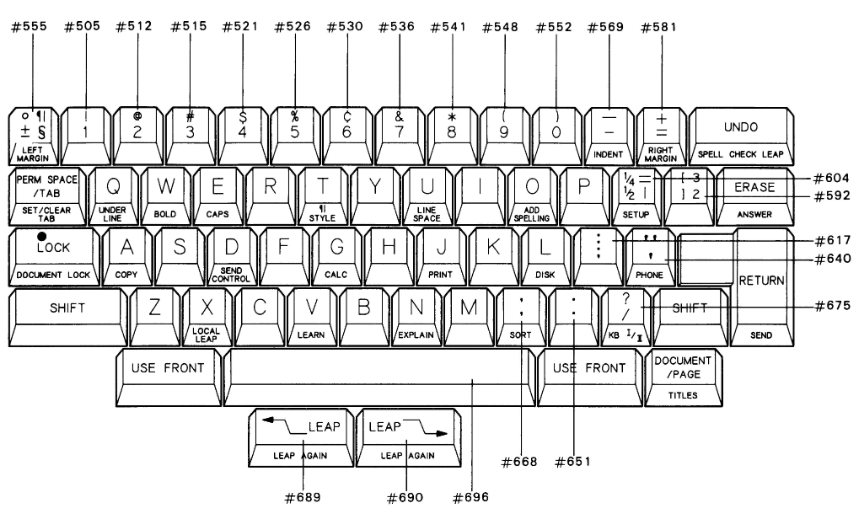 #555 #505 #512 #515 #521 #526 #530 #536 #541 #548 #552 #569 #581
° ¶ ! @ # $ % ¢ & * ( ) — +
± § 1 2 3 4 5 6 7 8 9 0 - = UNDO
LEFT MARGIN INDENT RIGHT MARGIN SPELL CHECK LEAP
PERM SPACE /TAB Q W E R T Y U I O P ¼ = [ 3 ERASE #604
½ | ] 2 #592
SET/CLEAR TAB UNDER LINE BOLD CAPS ¶ STYLE LINE SPACE ADD SPELLING SETUP ANSWER
LOCK A S D F G H J K L : ; " ' #617
#640
DOCUMENT LOCK COPY SEND CONTROL CALC PRINT DISK PHONE RETURN
SHIFT Z X C V B N M , . ? / SHIFT #675
LOCAL LEAP LEARN EXPLAIN SORT KB I/II SEND
USE FRONT USE FRONT DOCUMENT /PAGE
TITLES
LEAP LEAP
LEAP AGAIN LEAP AGAIN #668 #651
#689 #690 #696